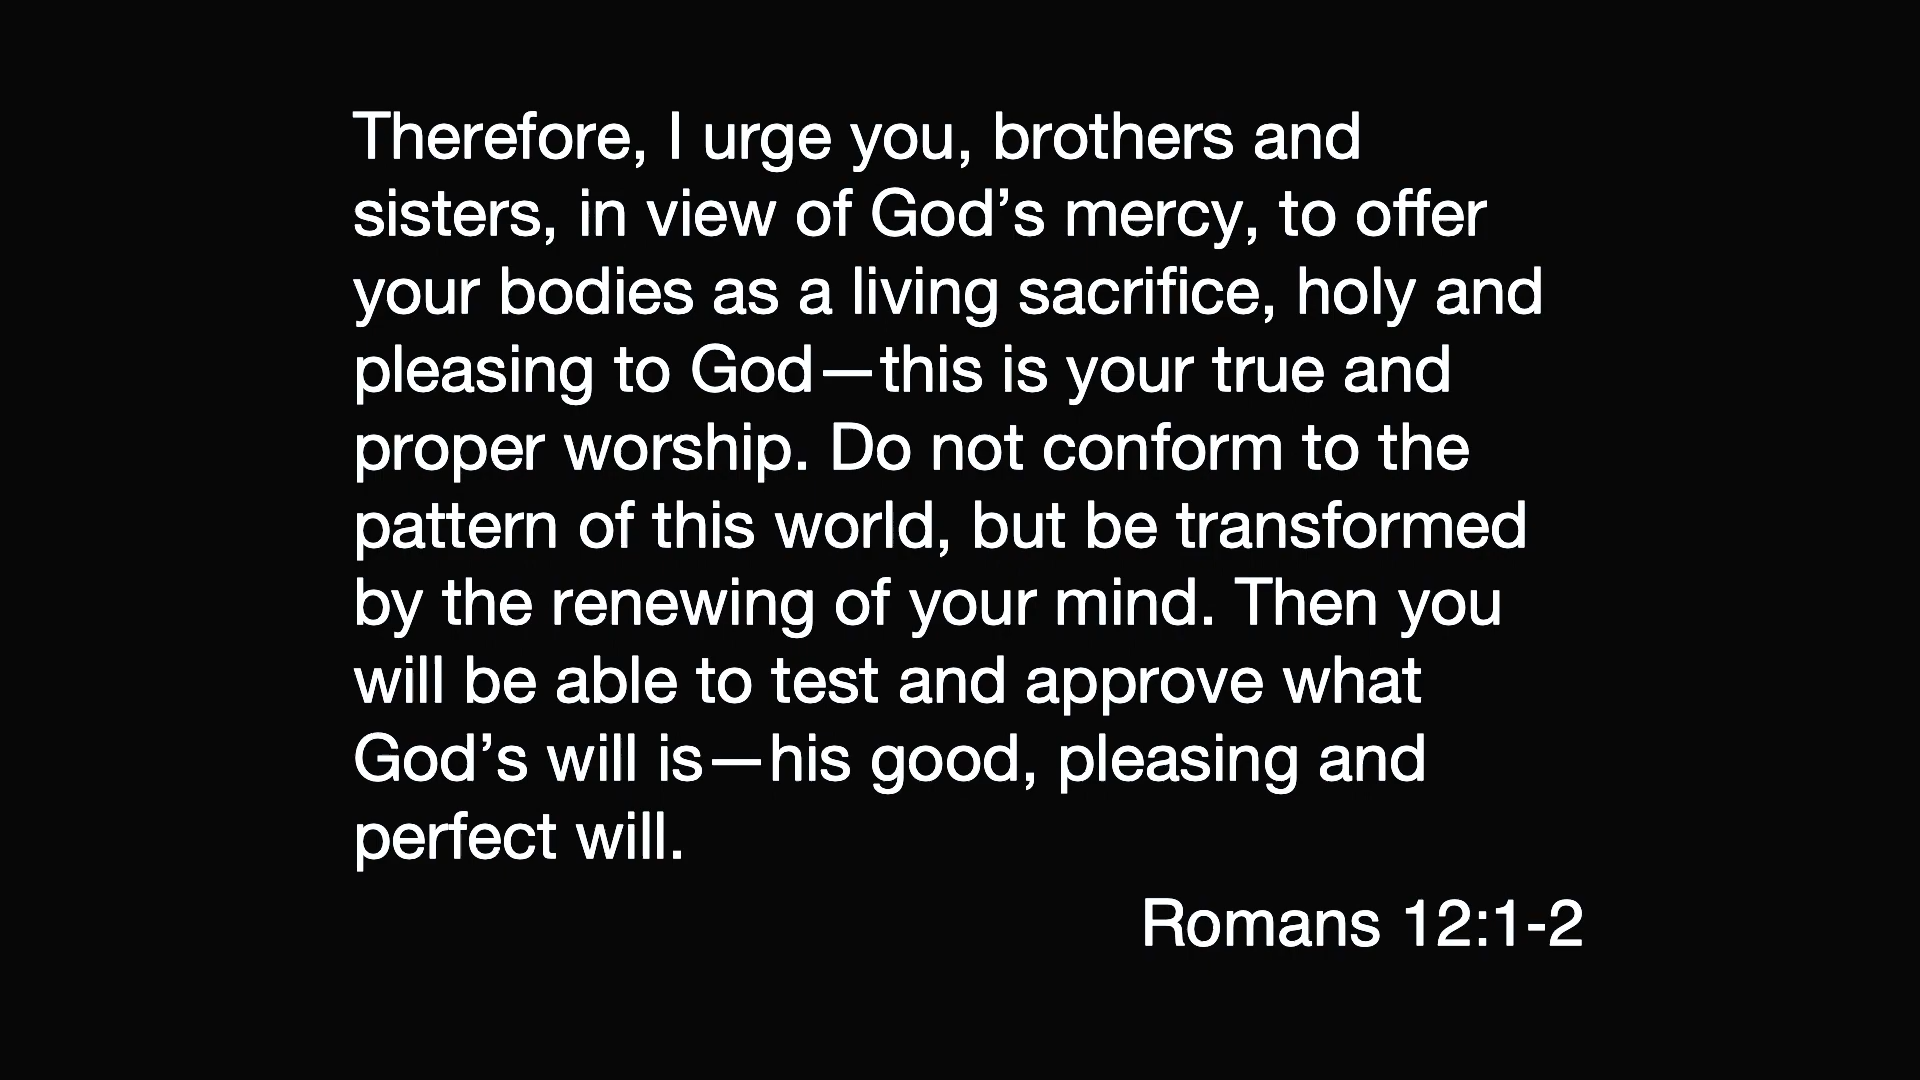 Therefore, I urge you, brothers and
sisters, in view of God’s mercy, to offer
your bodies as a living sacrifice, holy and
pleasing to God—this is your true and
proper worship. Do not conform to the
pattern of this world, but be transformed
by the renewing of your mind. Then you
will be able to test and approve what
God’s will is—his good, pleasing and
perfect will.
Romans 12:1-2